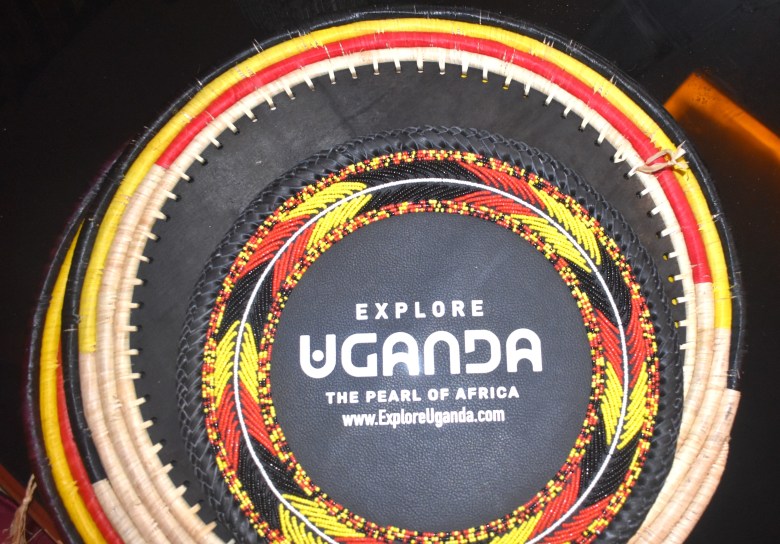 EXPLORE
UGANDA
THE PEARL OF AFRICA
www.ExploreUganda.com